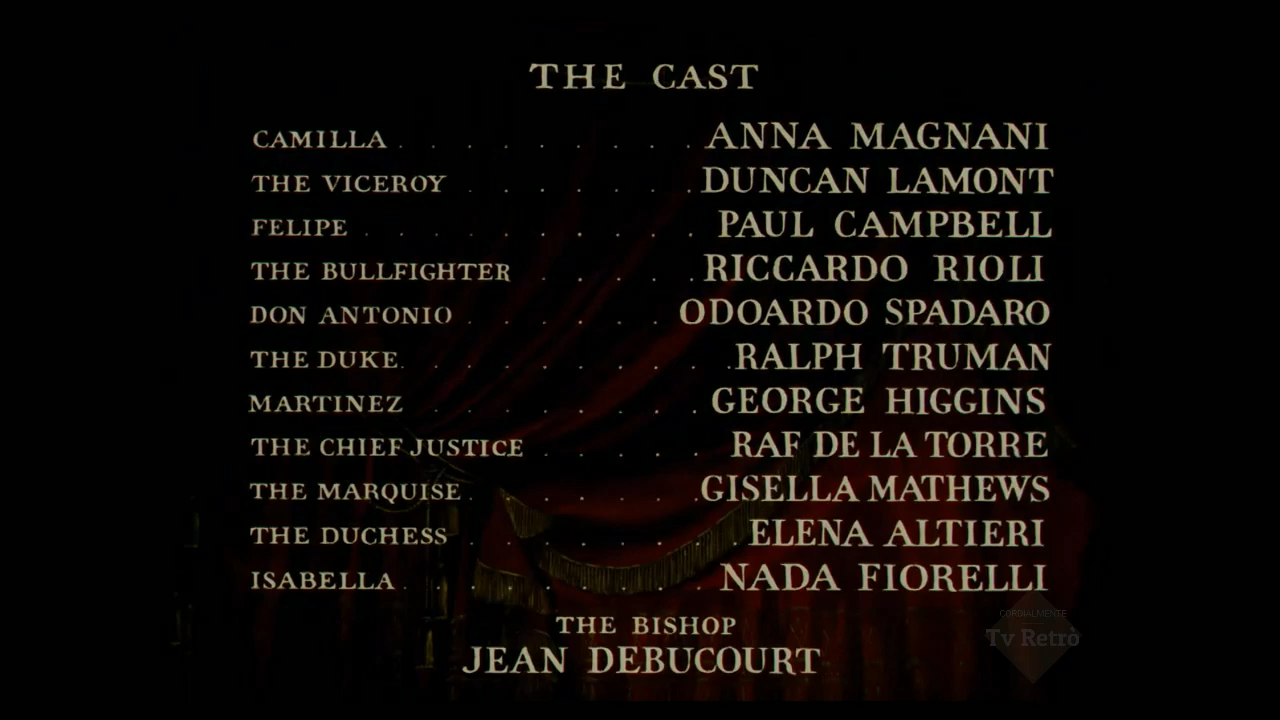 THE CAST
CAMILLA . . . . . . . . . ANNA MAGNANI
THE VICEROY . . . . . . . DUNCAN LAMONT
FELIPE . . . . . . . . . . PAUL CAMPBELL
THE BULLFIGHTER . . . . . RICCARDO RIOLI
DON ANTONIO . . . . . . ODOARDO SPADARO
THE DUKE . . . . . . . . . . RALPH TRUMAN
MARTINEZ . . . . . . . . GEORGE HIGGINS
THE CHIEF JUSTICE . . . . . RAF DE LA TORRE
THE MARQUISE . . . . . . . GISELLA MATHEWS
THE DUCHESS . . . . . . . . ELENA ALTIERI
ISABELLA . . . . . . . . . . NADA FIORELLI
THE BISHOP
JEAN DEBUCOURT
CORDIALMENTE
Tv Retrò